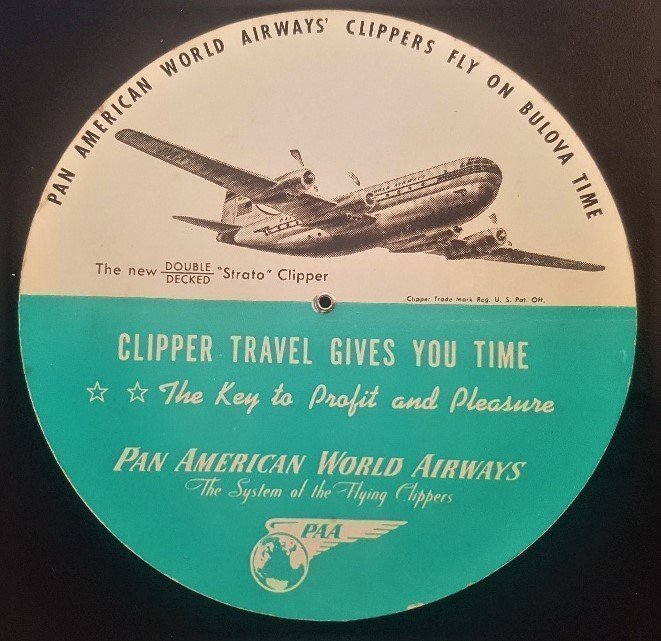 PAN AMERICAN WORLD AIRWAYS' CLIPPERS FLY ON BULOVA TIME
WORLD AIRWAYS
The new DOUBLE DECKED "Strato" Clipper
Clipper Trade Mark Reg. U. S. Pat. Off.
CLIPPER TRAVEL GIVES YOU TIME
☆ ☆ The Key to Profit and Pleasure
PAN AMERICAN WORLD AIRWAYS
The System of the Flying Clippers
PAA